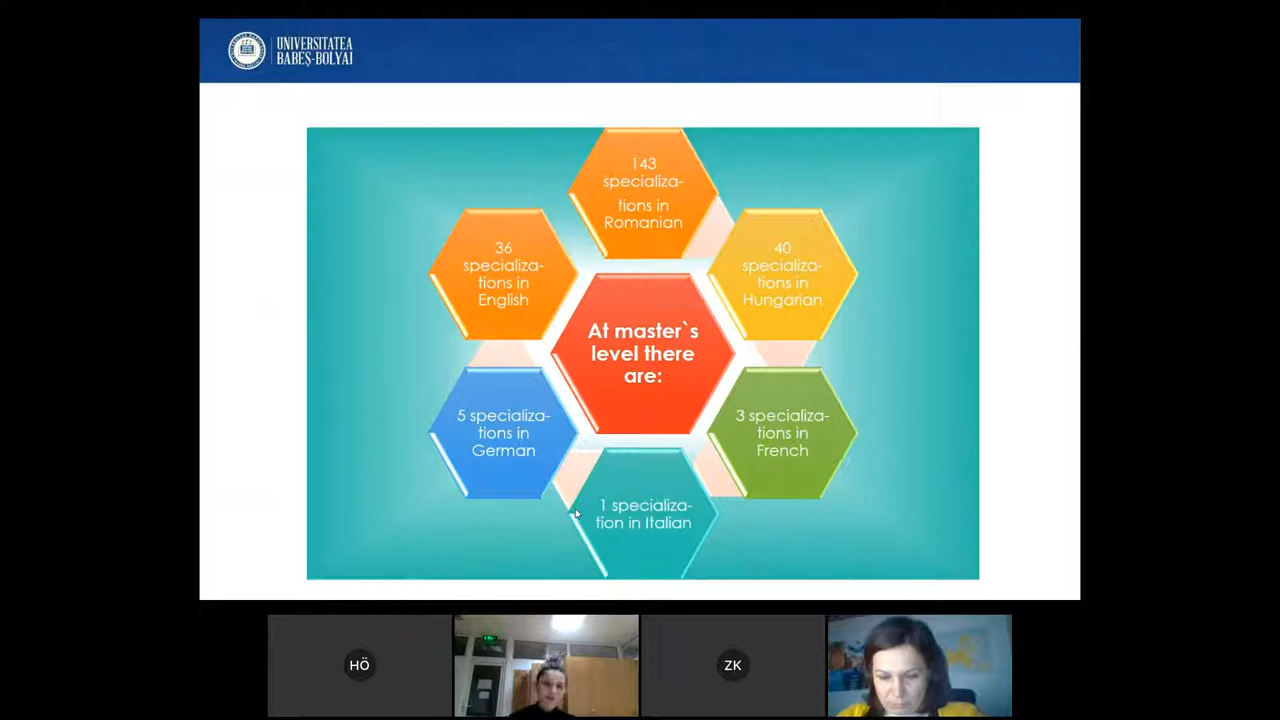 UNIVERSITATEA
BABEŞ-BOLYAI
143
specializa-
tions in
Romanian
36
specializa-
tions in
English
40
specializa-
tions in
Hungarian
At master`s
level there
are:
5 specializa-
tions in
German
3 specializa-
tions in
French
1 specializa-
tion in Italian
HÖ
ZK